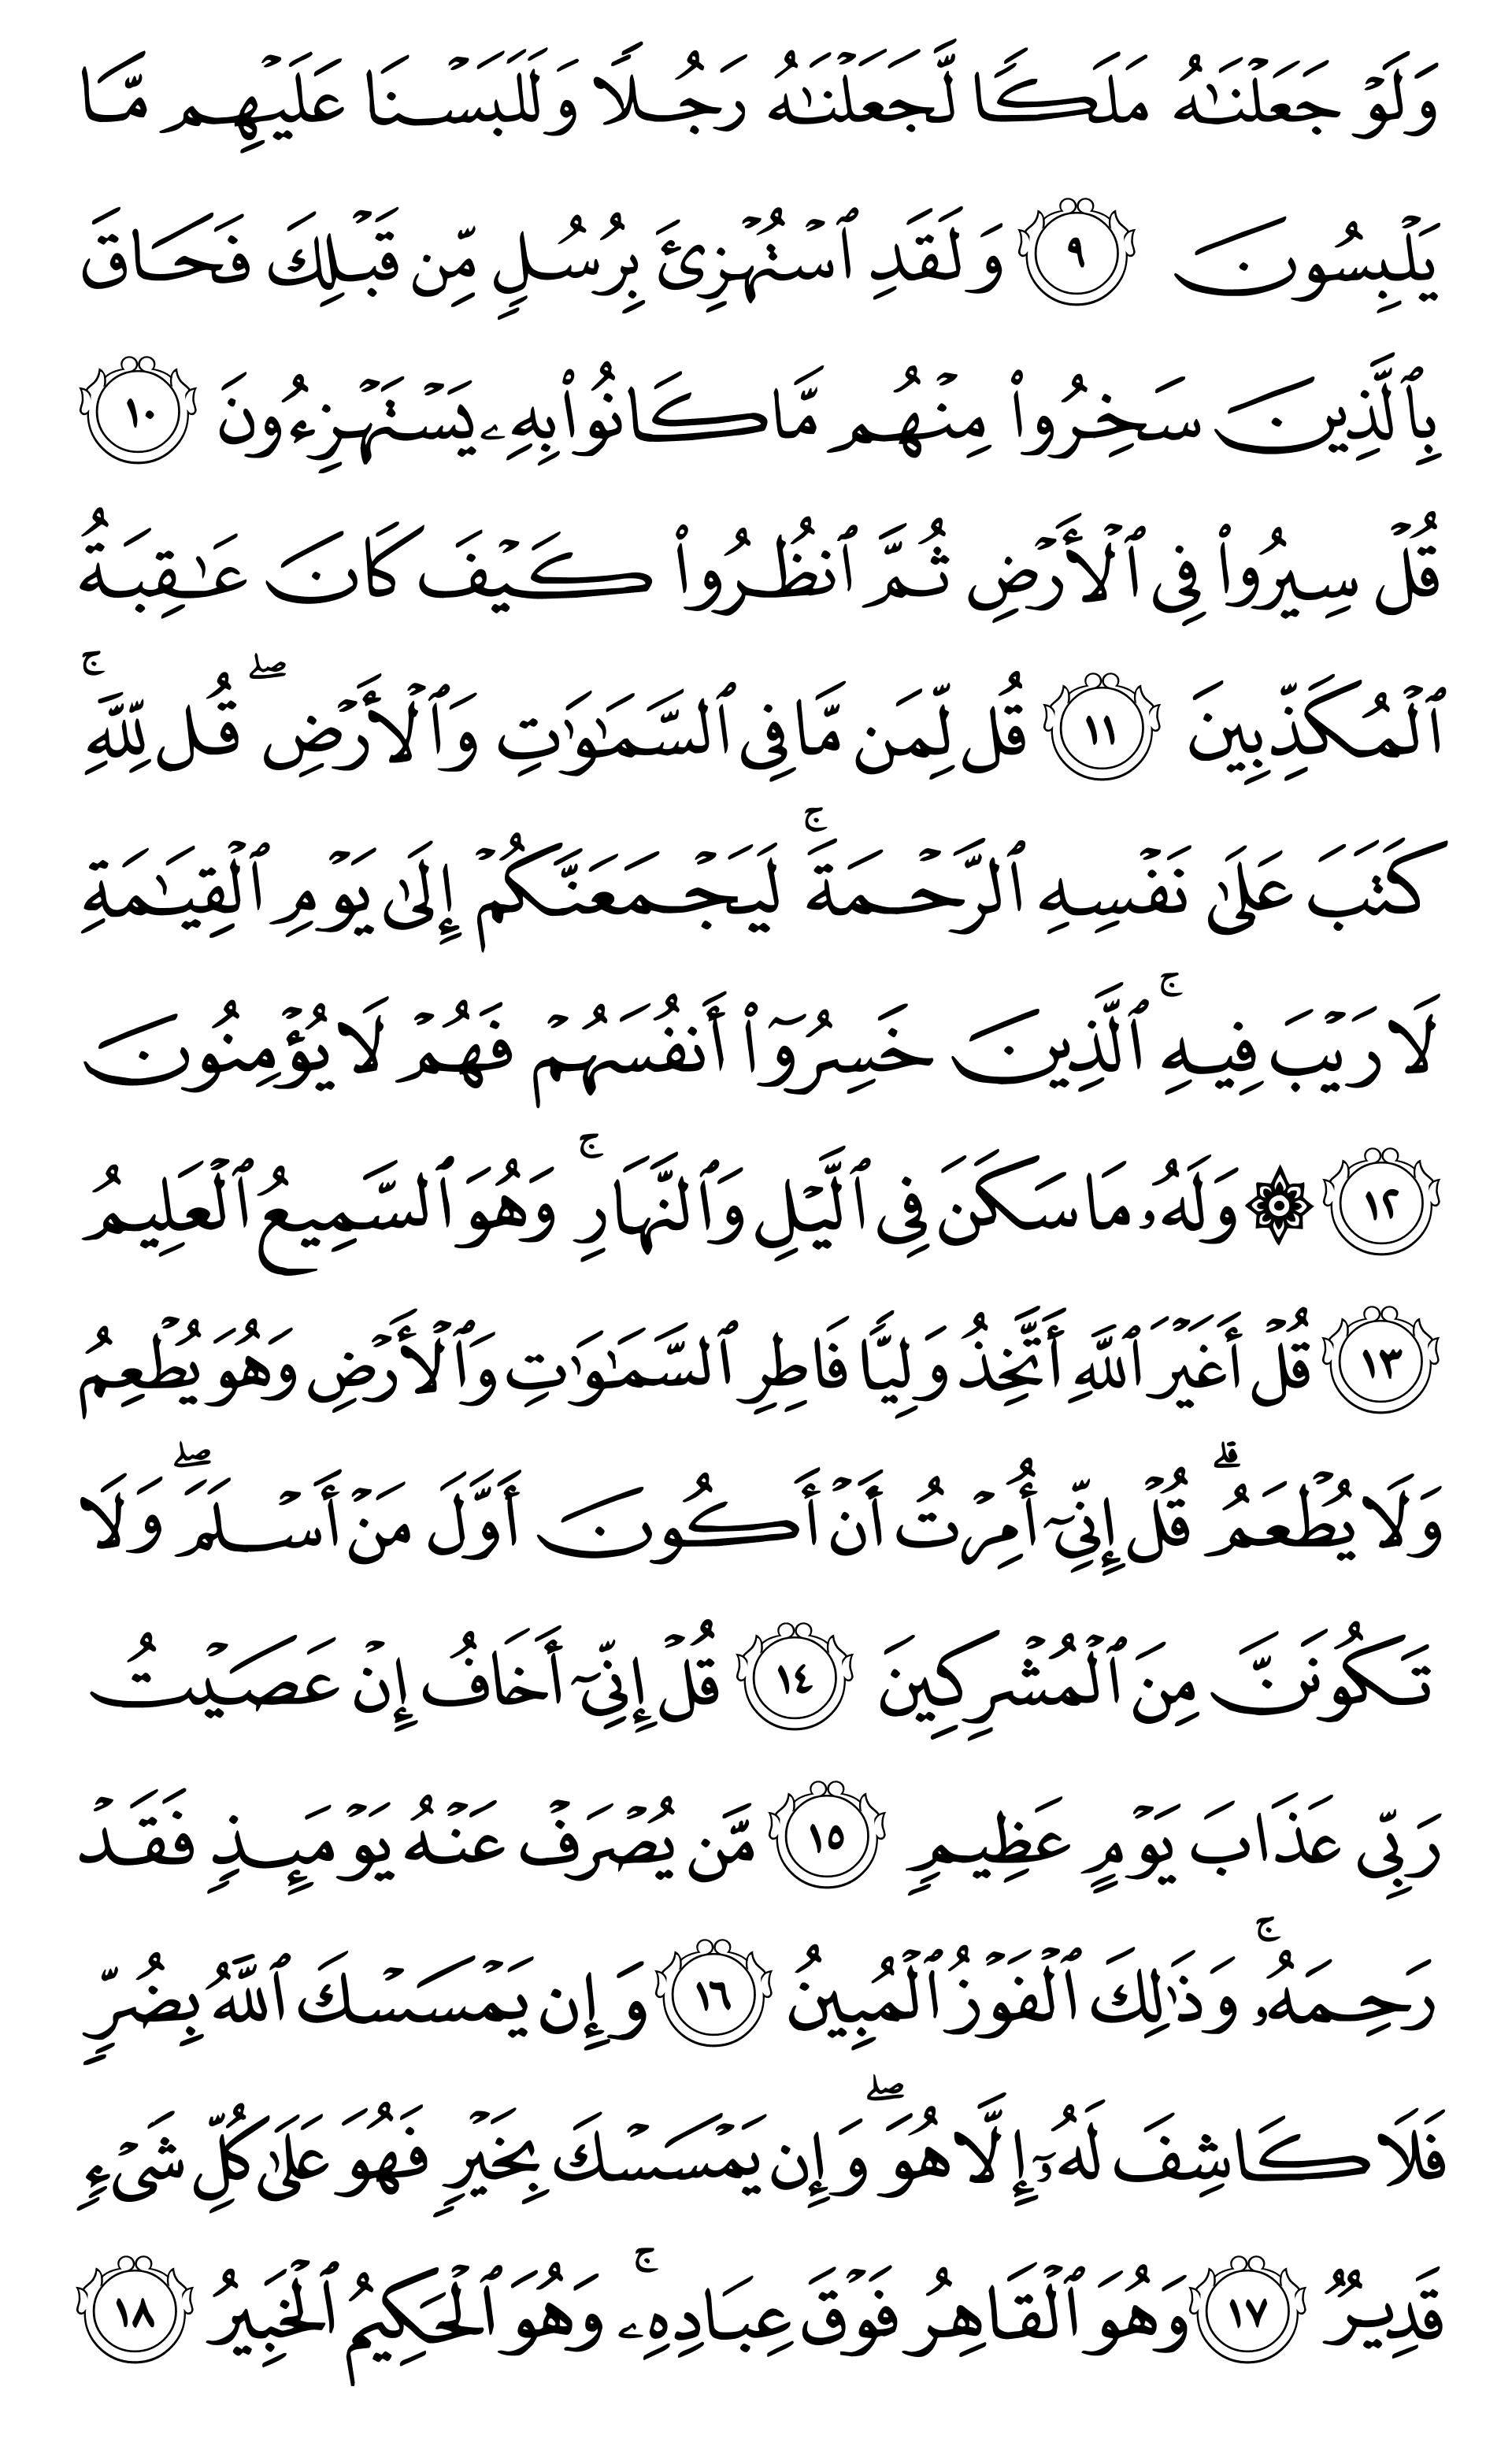 وَلَوۡ جَعَلۡنَٰهُ مَلَكٗا لَّجَعَلۡنَٰهُ رَجُلٗا وَلَلَبَسۡنَا عَلَيۡهِم مَّا
يَلۡبِسُونَ ٩ وَلَقَدِ ٱسۡتُهۡزِئَ بِرُسُلٖ مِّن قَبۡلِكَ فَحَاقَ
بِٱلَّذِينَ سَخِرُواْ مِنۡهُم مَّا كَانُواْ بِهِۦ يَسۡتَهۡزِءُونَ ١٠
قُلۡ سِيرُواْ فِي ٱلۡأَرۡضِ ثُمَّ ٱنظُرُواْ كَيۡفَ كَانَ عَٰقِبَةُ
ٱلۡمُكَذِّبِينَ ١١ قُل لِّمَن مَّا فِي ٱلسَّمَٰوَٰتِ وَٱلۡأَرۡضِۖ قُل لِّلَّهِۚ
كَتَبَ عَلَىٰ نَفۡسِهِ ٱلرَّحۡمَةَۚ لَيَجۡمَعَنَّكُمۡ إِلَىٰ يَوۡمِ ٱلۡقِيَٰمَةِ
لَا رَيۡبَ فِيهِۚ ٱلَّذِينَ خَسِرُوٓاْ أَنفُسَهُمۡ فَهُمۡ لَا يُؤۡمِنُونَ
١٢ ۞ وَلَهُۥ مَا سَكَنَ فِي ٱلَّيۡلِ وَٱلنَّهَارِۚ وَهُوَ ٱلسَّمِيعُ ٱلۡعَلِيمُ
١٣ قُلۡ أَغَيۡرَ ٱللَّهِ أَتَّخِذُ وَلِيّٗا فَاطِرِ ٱلسَّمَٰوَٰتِ وَٱلۡأَرۡضِ وَهُوَ يُطۡعِمُ
وَلَا يُطۡعَمُۗ قُلۡ إِنِّيٓ أُمِرۡتُ أَنۡ أَكُونَ أَوَّلَ مَنۡ أَسۡلَمَۖ وَلَا
تَكُونَنَّ مِنَ ٱلۡمُشۡرِكِينَ ١٤ قُلۡ إِنِّيٓ أَخَافُ إِنۡ عَصَيۡتُ
رَبِّي عَذَابَ يَوۡمٍ عَظِيمٖ ١٥ مَّن يُصۡرَفۡ عَنۡهُ يَوۡمَئِذٖ فَقَدۡ
رَحِمَهُۥۚ وَذَٰلِكَ ٱلۡفَوۡزُ ٱلۡمُبِينُ ١٦ وَإِن يَمۡسَسۡكَ ٱللَّهُ بِضُرّٖ
فَلَا كَاشِفَ لَهُۥٓ إِلَّا هُوَۖ وَإِن يَمۡسَسۡكَ بِخَيۡرٖ فَهُوَ عَلَىٰ كُلِّ شَيۡءٖ
قَدِيرٞ ١٧ وَهُوَ ٱلۡقَاهِرُ فَوۡقَ عِبَادِهِۦۚ وَهُوَ ٱلۡحَكِيمُ ٱلۡخَبِيرُ ١٨